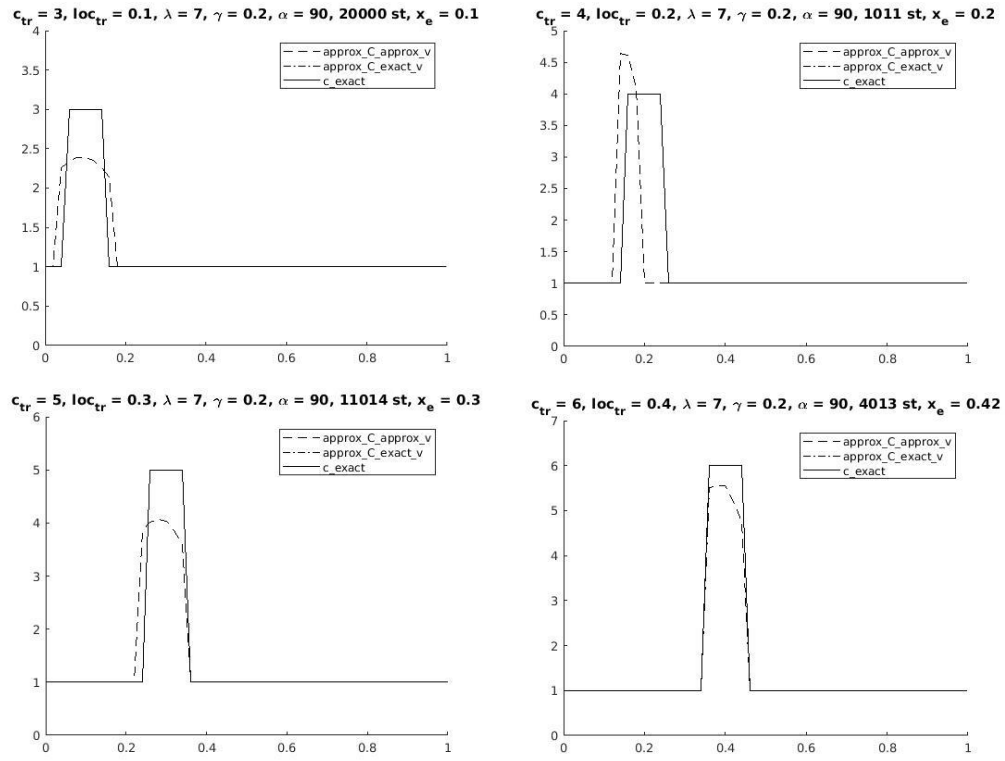 c_tr = 3, loc_tr = 0.1, λ = 7, γ = 0.2, α = 90, 20000 st, x_e = 0.1
4
3.5
3
2.5
2
1.5
1
0.5
0
0 0.2 0.4 0.6 0.8 1
approx_C_approx_v
approx_C_exact_v
c_exact
c_tr = 4, loc_tr = 0.2, λ = 7, γ = 0.2, α = 90, 1011 st, x_e = 0.2
5
4.5
4
3.5
3
2.5
2
1.5
1
0.5
0
0 0.2 0.4 0.6 0.8 1
approx_C_approx_v
approx_C_exact_v
c_exact
c_tr = 5, loc_tr = 0.3, λ = 7, γ = 0.2, α = 90, 11014 st, x_e = 0.3
6
5
4
3
2
1
0
0 0.2 0.4 0.6 0.8 1
approx_C_approx_v
approx_C_exact_v
c_exact
c_tr = 6, loc_tr = 0.4, λ = 7, γ = 0.2, α = 90, 4013 st, x_e = 0.42
7
6
5
4
3
2
1
0
0 0.2 0.4 0.6 0.8 1
approx_C_approx_v
approx_C_exact_v
c_exact